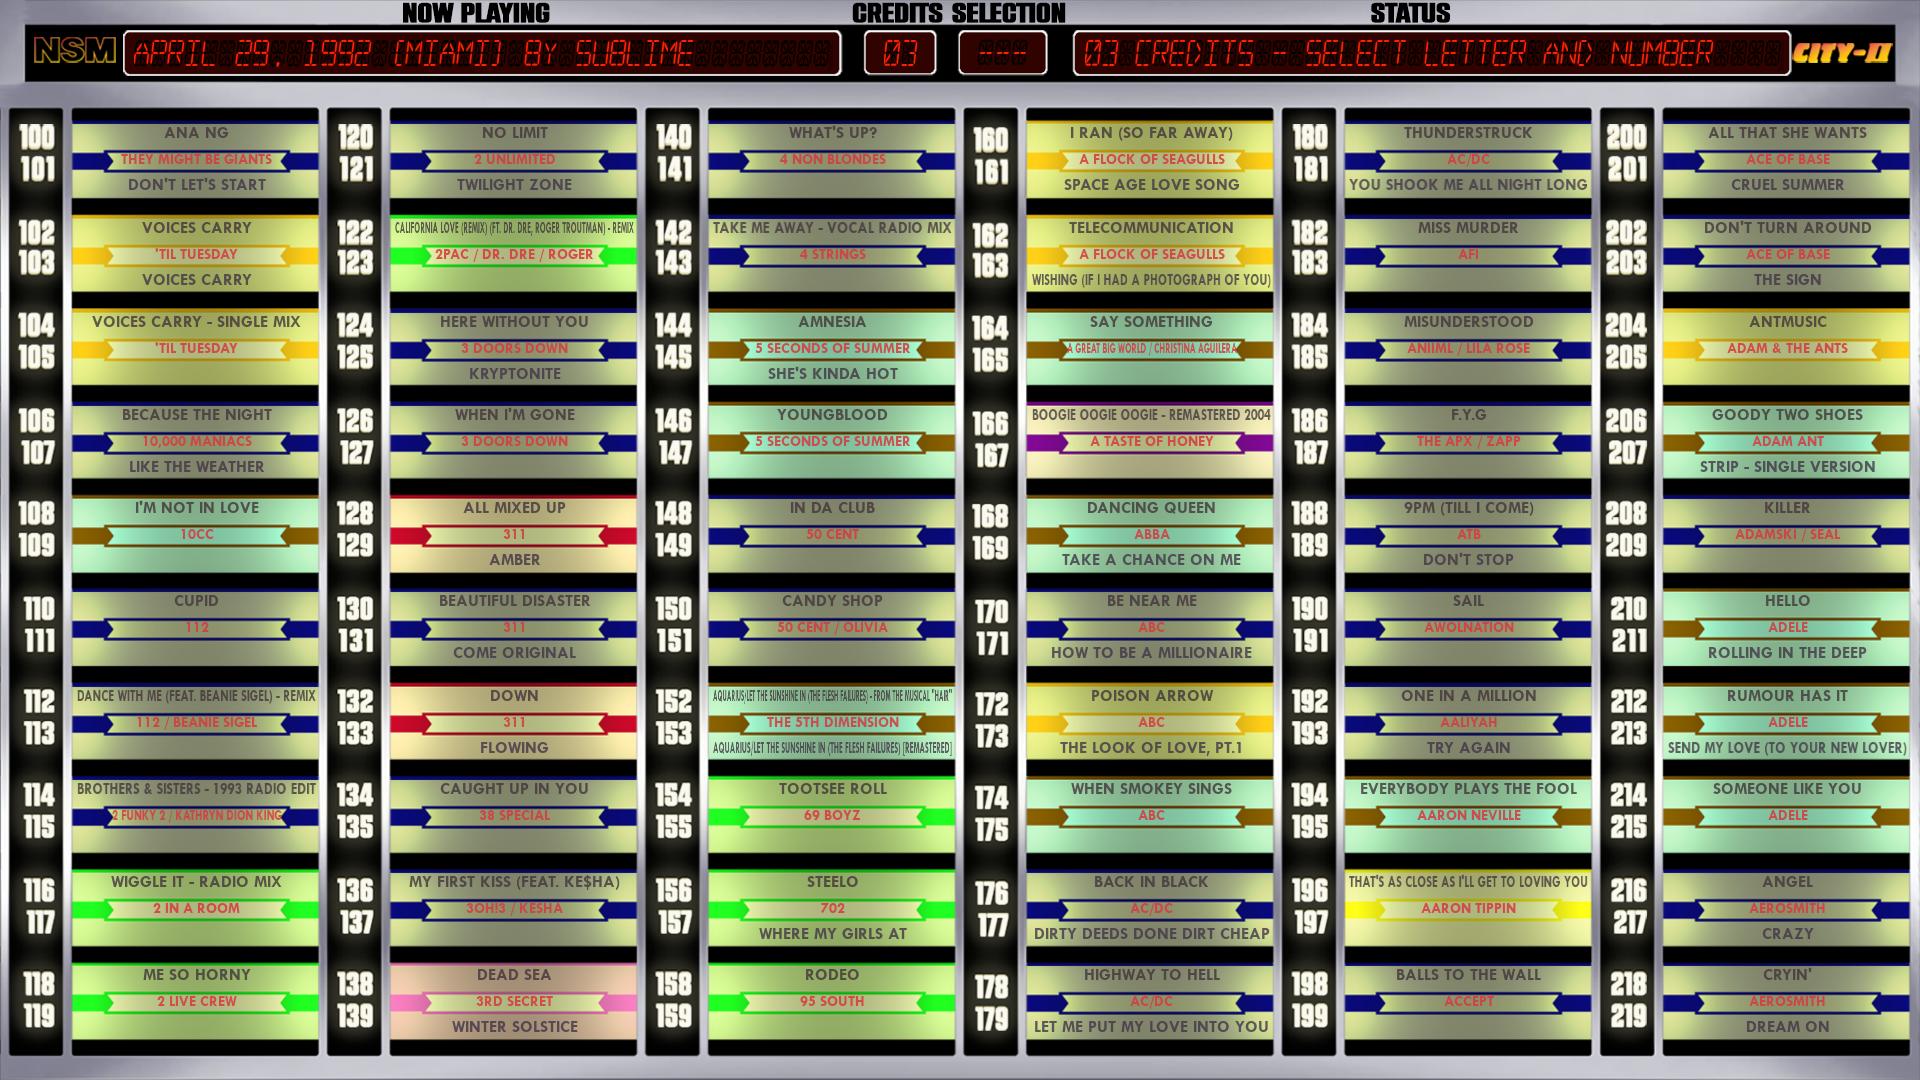 NOW PLAYING
CREDITS SELECTION
STATUS
NSM
APRIL 29, 1992 (MIAMI) BY SUBLIME
03
---
03 CREDITS - SELECT LETTER AND NUMBER
CITY-II
100
101
ANA NG
THEY MIGHT BE GIANTS
DON'T LET'S START
102
103
VOICES CARRY
'TIL TUESDAY
VOICES CARRY
104
105
VOICES CARRY - SINGLE MIX
'TIL TUESDAY
106
107
BECAUSE THE NIGHT
10,000 MANIACS
LIKE THE WEATHER
108
109
I'M NOT IN LOVE
10CC
110
111
CUPID
112
112
113
DANCE WITH ME (FEAT. BEANIE SIGEL) - REMIX
112 / BEANIE SIGEL
114
115
BROTHERS & SISTERS - 1993 RADIO EDIT
2 FUNKY 2 / KATHRYN DION KING
116
117
WIGGLE IT - RADIO MIX
2 IN A ROOM
118
119
ME SO HORNY
2 LIVE CREW
120
121
NO LIMIT
2 UNLIMITED
TWILIGHT ZONE
122
123
CALIFORNIA LOVE (REMIX) (FT. DR. DRE, ROGER TROUTMAN) - REMIX
2PAC / DR. DRE / ROGER
124
125
HERE WITHOUT YOU
3 DOORS DOWN
KRYPTONITE
126
127
WHEN I'M GONE
3 DOORS DOWN
128
129
ALL MIXED UP
311
AMBER
130
131
BEAUTIFUL DISASTER
311
COME ORIGINAL
132
133
DOWN
311
FLOWING
134
135
CAUGHT UP IN YOU
38 SPECIAL
136
137
MY FIRST KISS (FEAT. KE$HA)
3OH!3 / KESHA
138
139
DEAD SEA
3RD SECRET
WINTER SOLSTICE
140
141
WHAT'S UP?
4 NON BLONDES
142
143
TAKE ME AWAY - VOCAL RADIO MIX
4 STRINGS
144
145
AMNESIA
5 SECONDS OF SUMMER
SHE'S KINDA HOT
146
147
YOUNGBLOOD
5 SECONDS OF SUMMER
148
149
IN DA CLUB
50 CENT
150
151
CANDY SHOP
50 CENT / OLIVIA
152
153
AQUARIUS/LET THE SUNSHINE IN (THE FLESH FAILURES) - FROM THE MUSICAL "HAIR"
THE 5TH DIMENSION
AQUARIUS/LET THE SUNSHINE IN (THE FLESH FAILURES) [REMASTERED]
154
155
TOOTSEE ROLL
69 BOYZ
156
157
STEELO
702
WHERE MY GIRLS AT
158
159
RODEO
95 SOUTH
160
161
I RAN (SO FAR AWAY)
A FLOCK OF SEAGULLS
SPACE AGE LOVE SONG
162
163
TELECOMMUNICATION
A FLOCK OF SEAGULLS
WISHING (IF I HAD A PHOTOGRAPH OF YOU)
164
165
SAY SOMETHING
A GREAT BIG WORLD / CHRISTINA AGUILERA
166
167
BOOGIE OOGIE OOGIE - REMASTERED 2004
A TASTE OF HONEY
168
169
DANCING QUEEN
ABBA
TAKE A CHANCE ON ME
170
171
BE NEAR ME
ABC
HOW TO BE A MILLIONAIRE
172
173
POISON ARROW
ABC
THE LOOK OF LOVE, PT.1
174
175
WHEN SMOKEY SINGS
ABC
176
177
BACK IN BLACK
AC/DC
DIRTY DEEDS DONE DIRT CHEAP
178
179
HIGHWAY TO HELL
AC/DC
LET ME PUT MY LOVE INTO YOU
180
181
THUNDERSTRUCK
AC/DC
YOU SHOOK ME ALL NIGHT LONG
182
183
MISS MURDER
AFI
184
185
MISUNDERSTOOD
ANIIML / LILA ROSE
186
187
F.Y.G
THE APX / ZAPP
188
189
9PM (TILL I COME)
ATB
DON'T STOP
190
191
SAIL
AWOLNATION
192
193
ONE IN A MILLION
AALIYAH
TRY AGAIN
194
195
EVERYBODY PLAYS THE FOOL
AARON NEVILLE
196
197
THAT'S AS CLOSE AS I'LL GET TO LOVING YOU
AARON TIPPIN
198
199
BALLS TO THE WALL
ACCEPT
200
201
ALL THAT SHE WANTS
ACE OF BASE
CRUEL SUMMER
202
203
DON'T TURN AROUND
ACE OF BASE
THE SIGN
204
205
ANTMUSIC
ADAM & THE ANTS
206
207
GOODY TWO SHOES
ADAM ANT
STRIP - SINGLE VERSION
208
209
KILLER
ADAMSKI / SEAL
210
211
HELLO
ADELE
ROLLING IN THE DEEP
212
213
RUMOUR HAS IT
ADELE
SEND MY LOVE (TO YOUR NEW LOVER)
214
215
SOMEONE LIKE YOU
ADELE
216
217
ANGEL
AEROSMITH
CRAZY
218
219
CRYIN'
AEROSMITH
DREAM ON